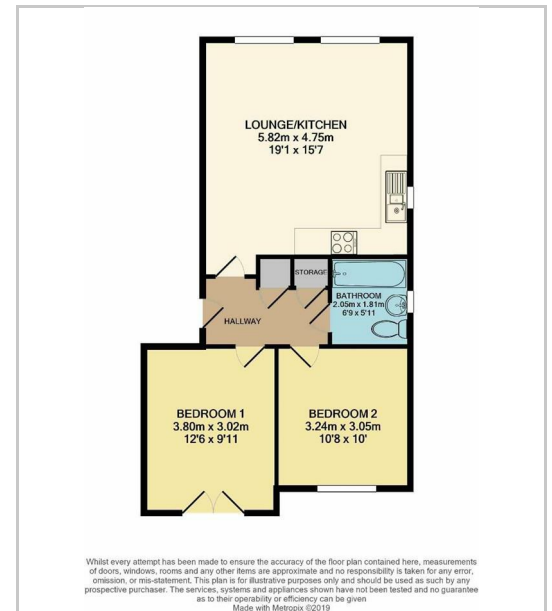 LOUNGE/KITCHEN
5.82m x 4.75m
19'1 x 15'7
STORAGE
BATHROOM
2.05m x 1.81m
6'9 x 5'11
HALLWAY
BEDROOM 1
3.80m x 3.02m
12'6 x 9'11
BEDROOM 2
3.24m x 3.05m
10'8 x 10'
Whilst every attempt has been made to ensure the accuracy of the floor plan contained here, measurements
of doors, windows, rooms and any other items are approximate and no responsibility is taken for any error,
omission, or mis-statement. This plan is for illustrative purposes only and should be used as such by any
prospective purchaser. The services, systems and appliances shown have not been tested and no guarantee
as to their operability or efficiency can be given
Made with Metropix ©2019